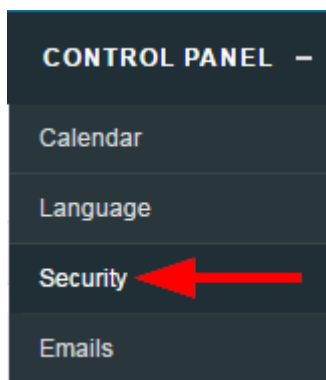 CONTROL PANEL –
Calendar
Language
Security
Emails